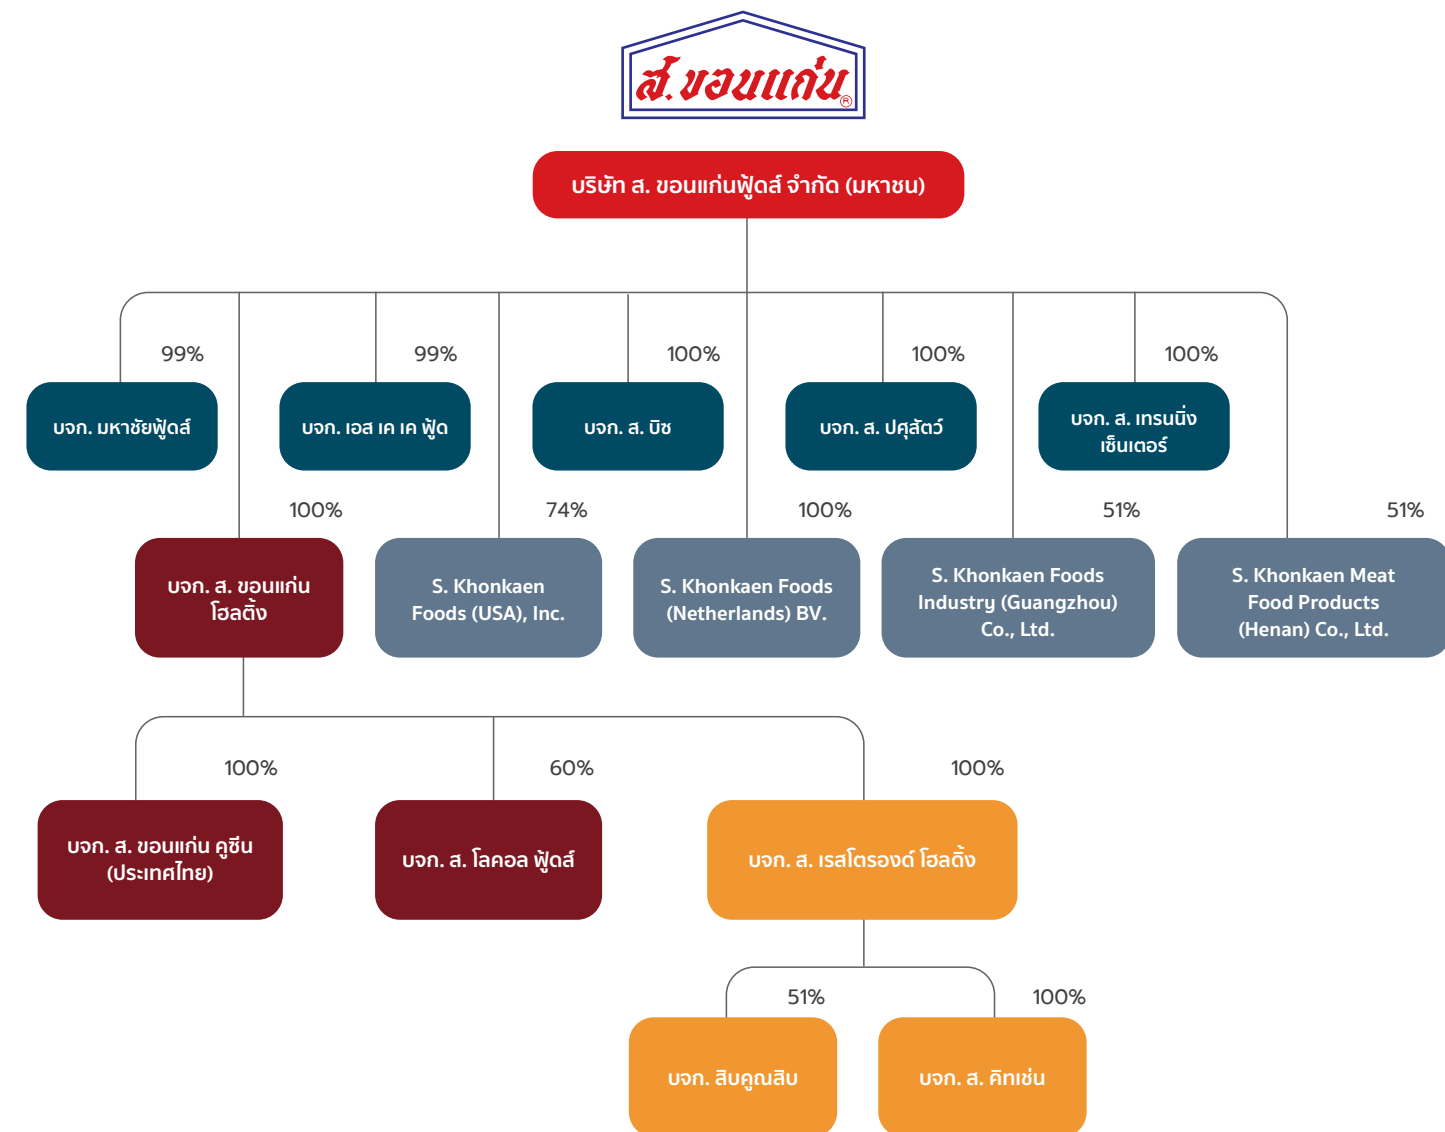 ส. ขอนแก่น ®
บริษัท ส. ขอนแก่นฟู้ดส์ จำกัด (มหาชน)
99%
99%
100%
100%
100%
บจก. มหาชัยฟู้ดส์
บจก. เอส เค เค ฟู้ด
บจก. ส. บิซ
บจก. ส. ปศุสัตว์
บจก. ส. เทรนนิ่ง
เซ็นเตอร์
100%
74%
100%
51%
51%
บจก. ส. ขอนแก่น
โฮลดิ้ง
S. Khonkaen
Foods (USA), Inc.
S. Khonkaen Foods
(Netherlands) BV.
S. Khonkaen Foods
Industry (Guangzhou)
Co., Ltd.
S. Khonkaen Meat
Food Products
(Henan) Co., Ltd.
100%
60%
100%
บจก. ส. ขอนแก่น คูซีน
(ประเทศไทย)
บจก. ส. โลคอล ฟู้ดส์
บจก. ส. เรสโตรองด์ โฮลดิ้ง
51%
100%
บจก. สิบคูณสิบ
บจก. ส. คิทเช่น